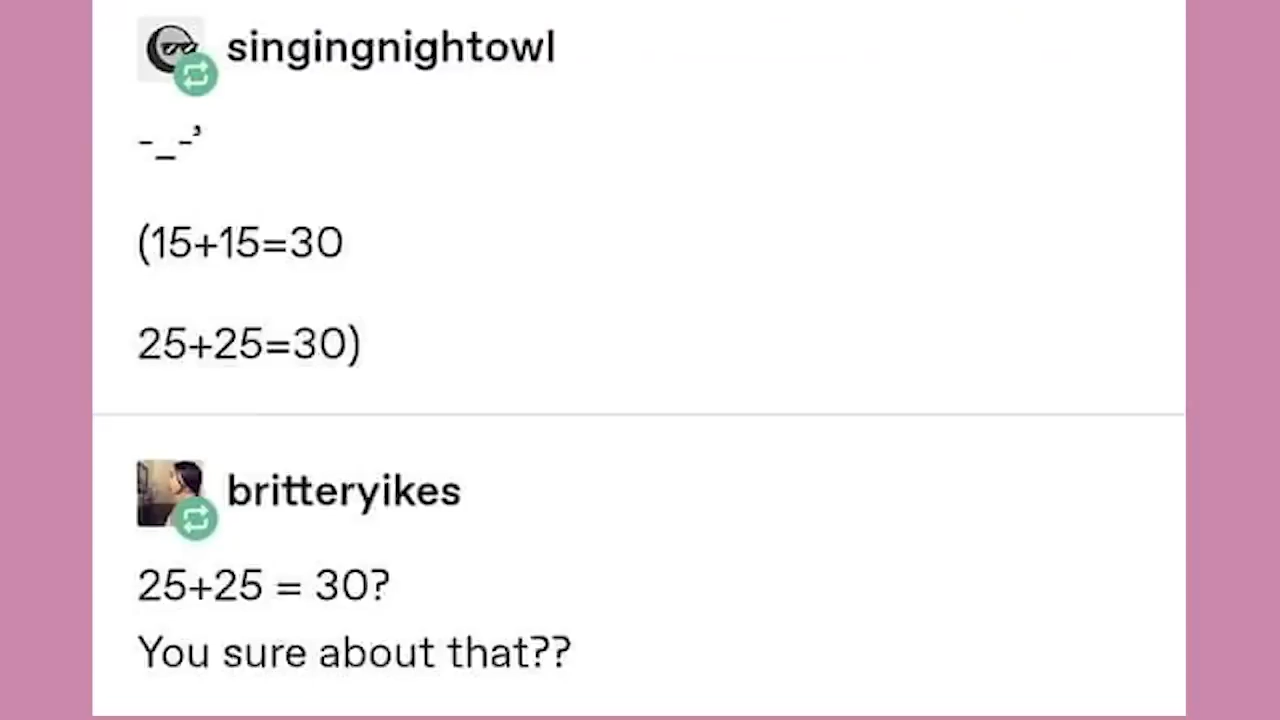 singingnightowl
-_-’
(15+15=30
25+25=30)
britteryikes
25+25 = 30?
You sure about that??